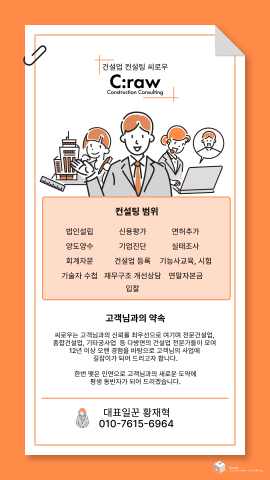 건설업 컨설팅 씨로우
C:raw
Construction Consulting
컨설팅 범위
법인설립 신용평가 면허추가
양도양수 기업진단 실태조사
회계자문 건설업 등록 기능사교육, 시험
기술자 수첩 재무구조 개선상담 연말자본금
입찰
고객님과의 약속
씨로우는 고객님과의 신뢰를 최우선으로 여기며 전문건설업,
종합건설업, 기타공사업 등 다방면의 건설업 전문가들이 모여
12년 이상 오랜 경험을 바탕으로 고객님의 사업에
길잡이가 되어 드리고자 합니다.
한번 맺은 인연으로 고객님과의 새로운 도약에
평생 동반자가 되어 드리겠습니다.
대표일꾼 황재혁
010-7615-6964
C:raw
Construction Consulting